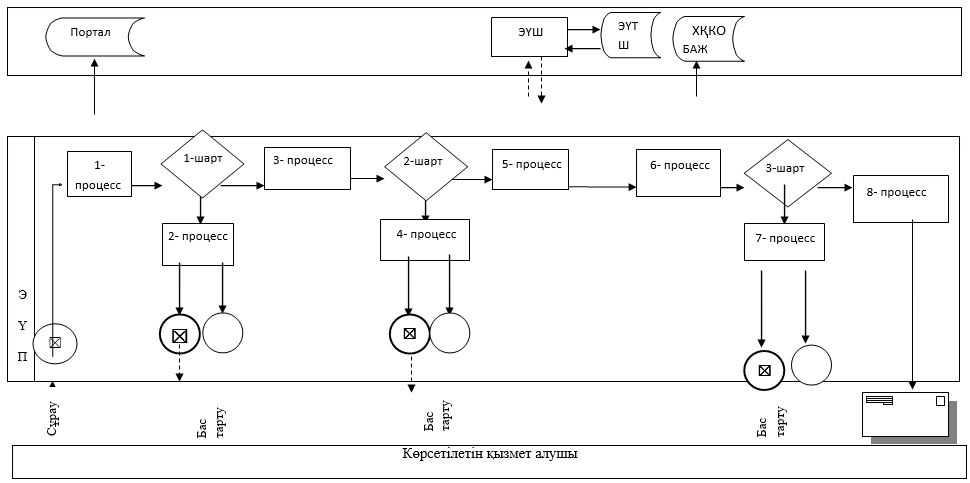 Портал
ЭҮШ
ЭҮТ
Ш
ХҚКО
БАЖ
1-
процесс
1-шарт
3- процесс
2-шарт
5- процесс
6- процесс
3-шарт
8- процесс
2- процесс
4- процесс
7- процесс
Э
Ү
П
Сұрау
Бас
тарту
Бас
тарту
Бас
тарту
Көрсетілетін қызмет алушы